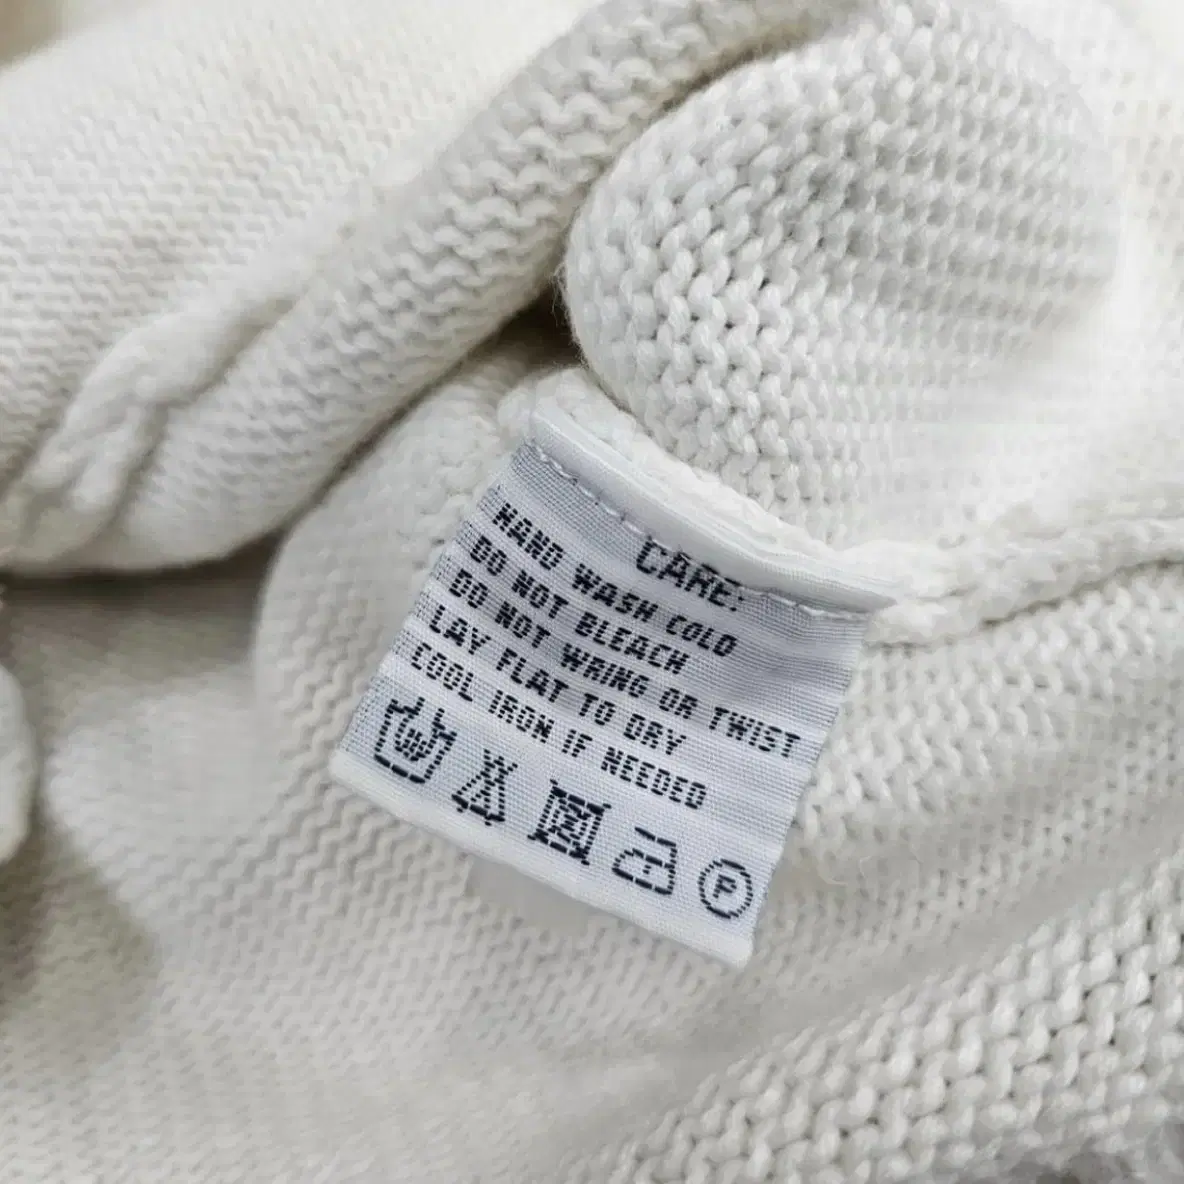 CARE:
HAND WASH COLD
DO NOT BLEACH
DO NOT WRING OR TWIST
LAY FLAT TO DRY
COOL IRON IF NEEDED
P